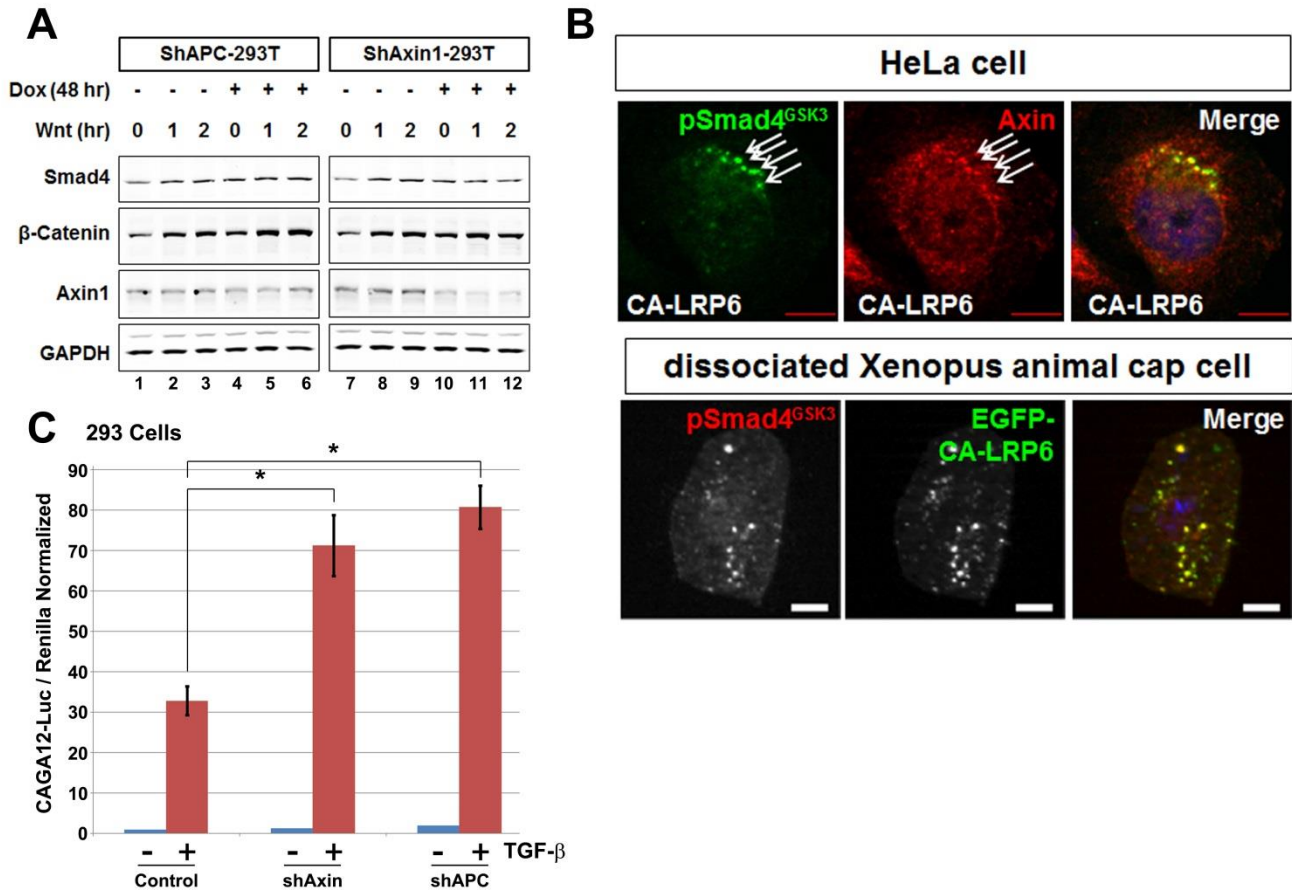 A
ShAPC-293T ShAxin1-293T
Dox (48 hr) - - - + + + - - - + + +
Wnt (hr) 0 1 2 0 1 2 0 1 2 0 1 2
Smad4
β-Catenin
Axin1
GAPDH
1 2 3 4 5 6 7 8 9 10 11 12
B
HeLa cell
pSmad4GSK3 Axin Merge
CA-LRP6 CA-LRP6
dissociated Xenopus animal cap cell
pSmad4GSK3 EGFP-CA-LRP6 Merge
C 293 Cells
* *
CAGA12-Luc / Renilla Normalized
90
80
70
60
50
40
30
20
10
0
- + - + - + TGF-β
Control shAxin shAPC